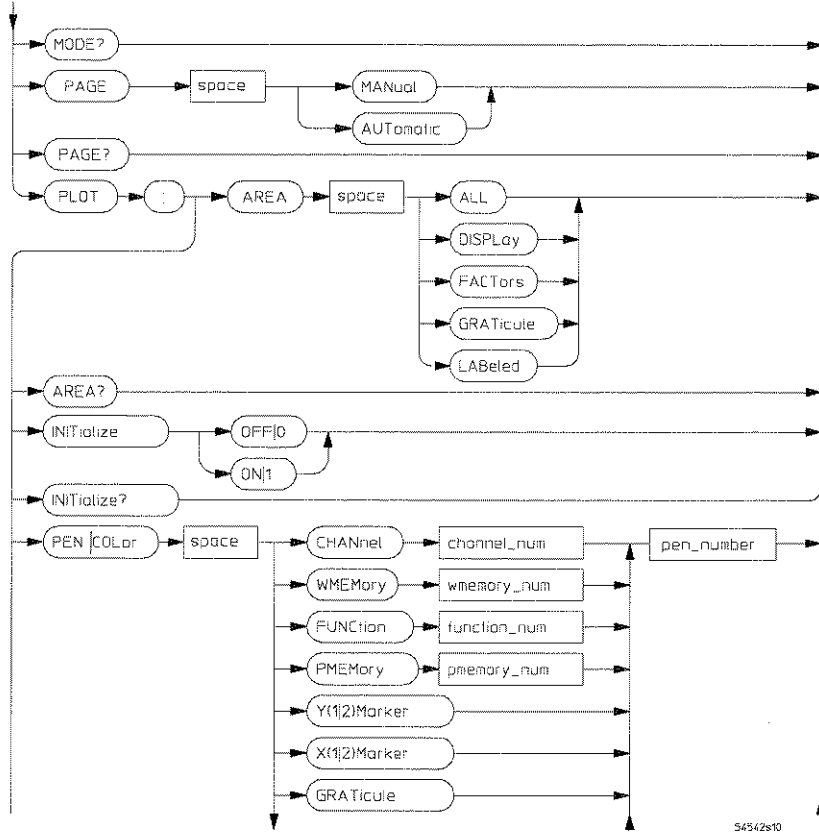 MODE?
PAGE space MANual
AUTomatic
PAGE?
PLOT : AREA space ALL
DISPLay
FACTors
GRATicule
LABeled
AREA?
INITialize OFF|0
ON|1
INITialize?
PEN |COLor space CHANnel channel_num pen_number
WMEMory wmemory_num
FUNCtion function_num
PMEMory pmemory_num
Y(1|2)Marker
X(1|2)Marker
GRATicule
54542s10